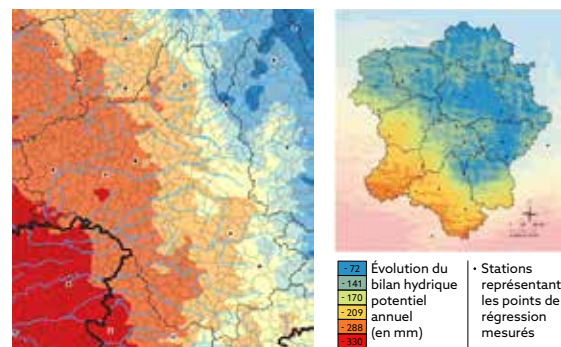 - 72
- 141
- 170
- 209
- 288
- 330
Évolution du
bilan hydrique
potentiel
annuel
(en mm)
• Stations
représentant
les points de
régression
mesurés